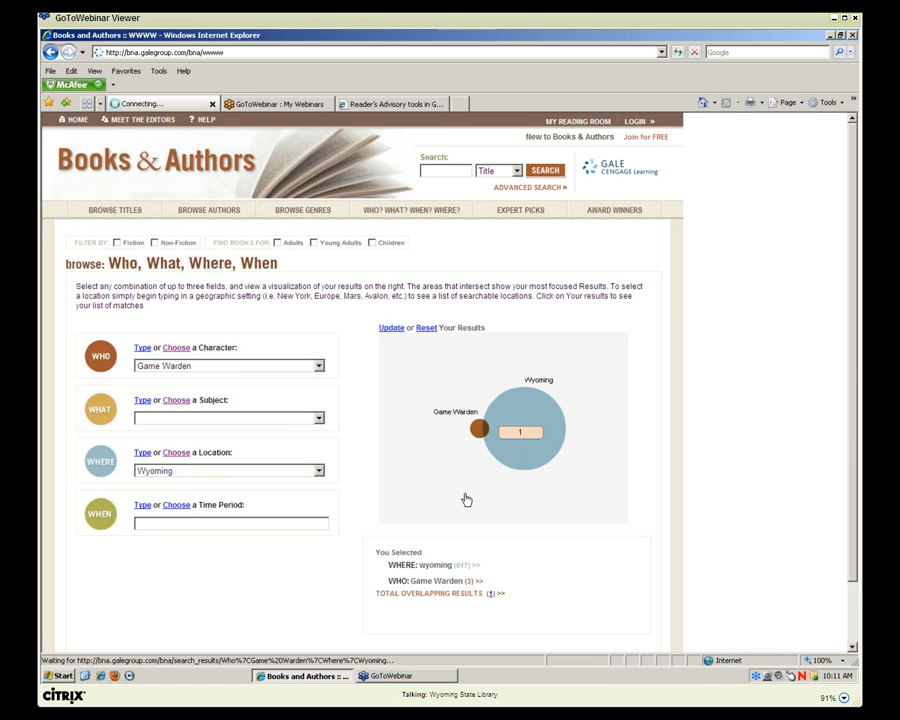 GoToWebinar Viewer
Books and Authors :: WWWW - Windows Internet Explorer
http://bna.galegroup.com/bna/wwww
Google
File Edit View Favorites Tools Help
McAfee
Connecting...
GoToWebinar : My Webinars
Reader's Advisory tools in G...
Page
Tools
HOME MEET THE EDITORS ? HELP
MY READING ROOM LOGIN »
New to Books & Authors Join for FREE
Books & Authors
Search:
Title
SEARCH
ADVANCED SEARCH »
GALE
CENGAGE Learning
BROWSE TITLES BROWSE AUTHORS BROWSE GENRES WHO? WHAT? WHEN? WHERE? EXPERT PICKS AWARD WINNERS
FILTER BY: Fiction Non-Fiction FIND BOOKS FOR: Adults Young Adults Children
browse: Who, What, Where, When
Select any combination of up to three fields, and view a visualization of your results on the right. The areas that intersect show your most focused Results. To select
a location simply begin typing in a geographic setting (i.e. New York, Europe, Mars, Avalon, etc.) to see a list of searchable locations. Click on Your results to see
your list of matches
Update or Reset Your Results
WHO
Type or Choose a Character:
Game Warden
WHAT
Type or Choose a Subject:
WHERE
Type or Choose a Location:
Wyoming
WHEN
Type or Choose a Time Period:
Wyoming
Game Warden
1
You Selected
WHERE: wyoming (617) >>
WHO: Game Warden (3) >>
TOTAL OVERLAPPING RESULTS (1) >>
Waiting for http://bna.galegroup.com/bna/search_results/Who%7CGame%20Warden%7CWhere%7CWyoming...
Internet
100%
Start
Books and Authors :: ...
GoToWebinar
10:11 AM
CITRIX
Talking: Wyoming State Library
91%